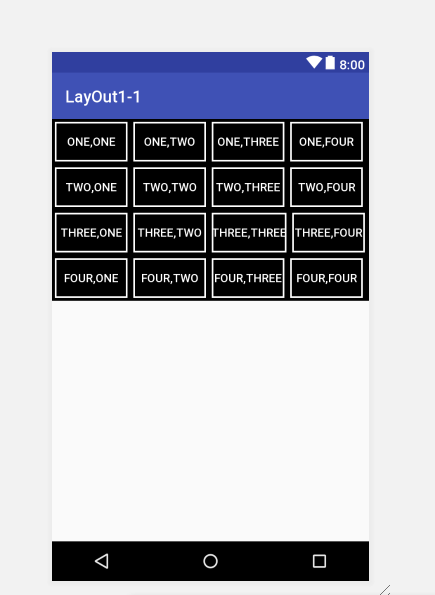 8:00
LayOut1-1
ONE,ONE ONE,TWO ONE,THREE ONE,FOUR
TWO,ONE TWO,TWO TWO,THREE TWO,FOUR
THREE,ONE THREE,TWO THREE,THREE THREE,FOUR
FOUR,ONE FOUR,TWO FOUR,THREE FOUR,FOUR